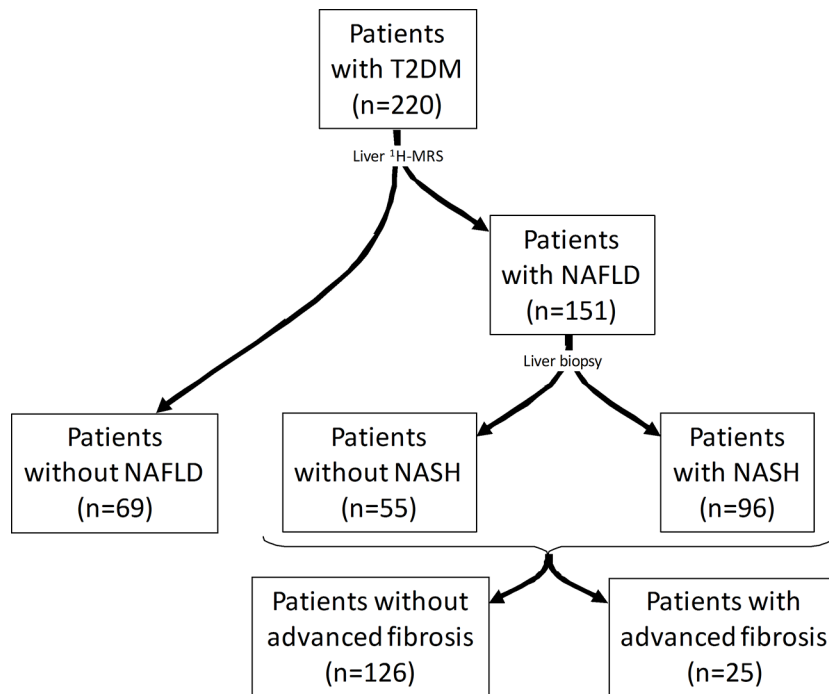 Patients
with T2DM
(n=220)
Liver ¹H-MRS
Patients
with NAFLD
(n=151)
Liver biopsy
Patients
without NAFLD
(n=69)
Patients
without NASH
(n=55)
Patients
with NASH
(n=96)
Patients without
advanced fibrosis
(n=126)
Patients with
advanced fibrosis
(n=25)